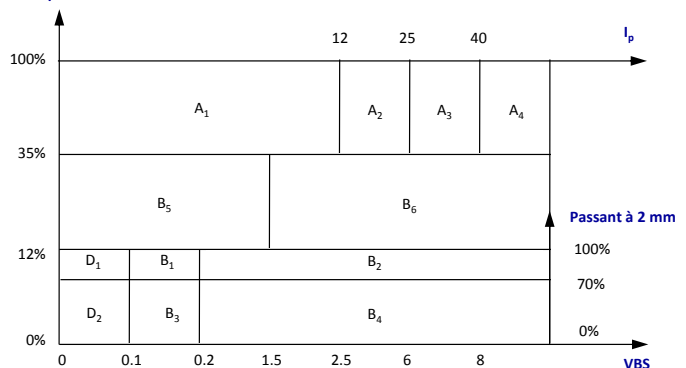 12 25 40 Iₚ
100%
A₁ A₂ A₃ A₄
35%
B₅ B₆
Passant à 2 mm
12% D₁ B₁ B₂ 100%
70%
D₂ B₃ B₄
0% 0%
0 0.1 0.2 1.5 2.5 6 8 VBS